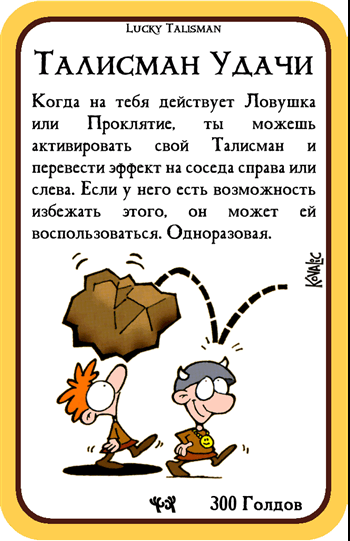 Lucky Talisman
Талисман Удачи
Когда на тебя действует Ловушка
или Проклятие, ты можешь
активировать свой Талисман и
перевести эффект на соседа справа или
слева. Если у него есть возможность
избежать этого, он может ей
воспользоваться. Одноразовая.
Kovalic
300 Голдов